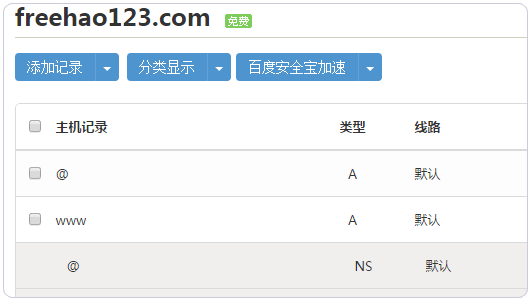 freehao123.com 免费
添加记录 分类显示 百度安全宝加速
主机记录 类型 线路
@ A 默认
www A 默认
@ NS 默认